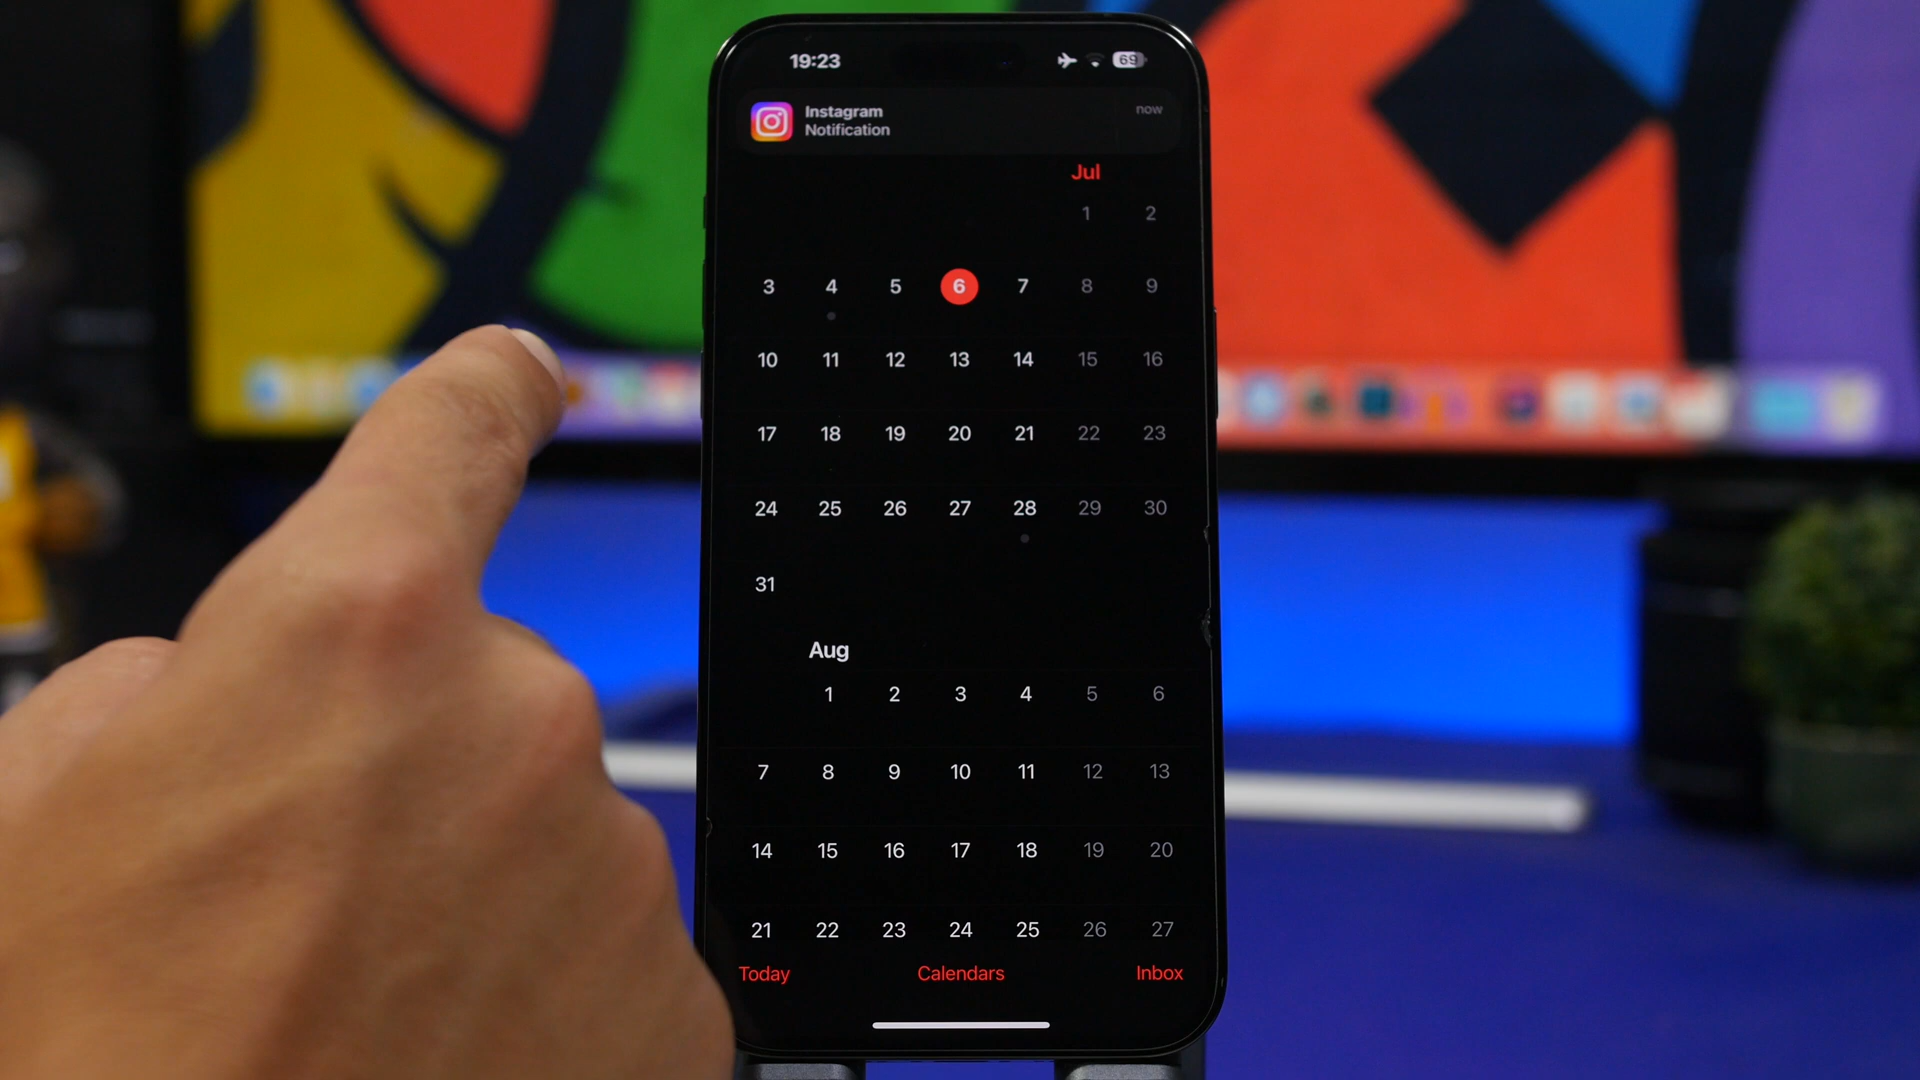 19:23
69
Instagram
now
Notification
Jul
1 2
3 4 5 6 7 8 9
10 11 12 13 14 15 16
17 18 19 20 21 22 23
24 25 26 27 28 29 30
31
Aug
1 2 3 4 5 6
7 8 9 10 11 12 13
14 15 16 17 18 19 20
21 22 23 24 25 26 27
Today Calendars Inbox